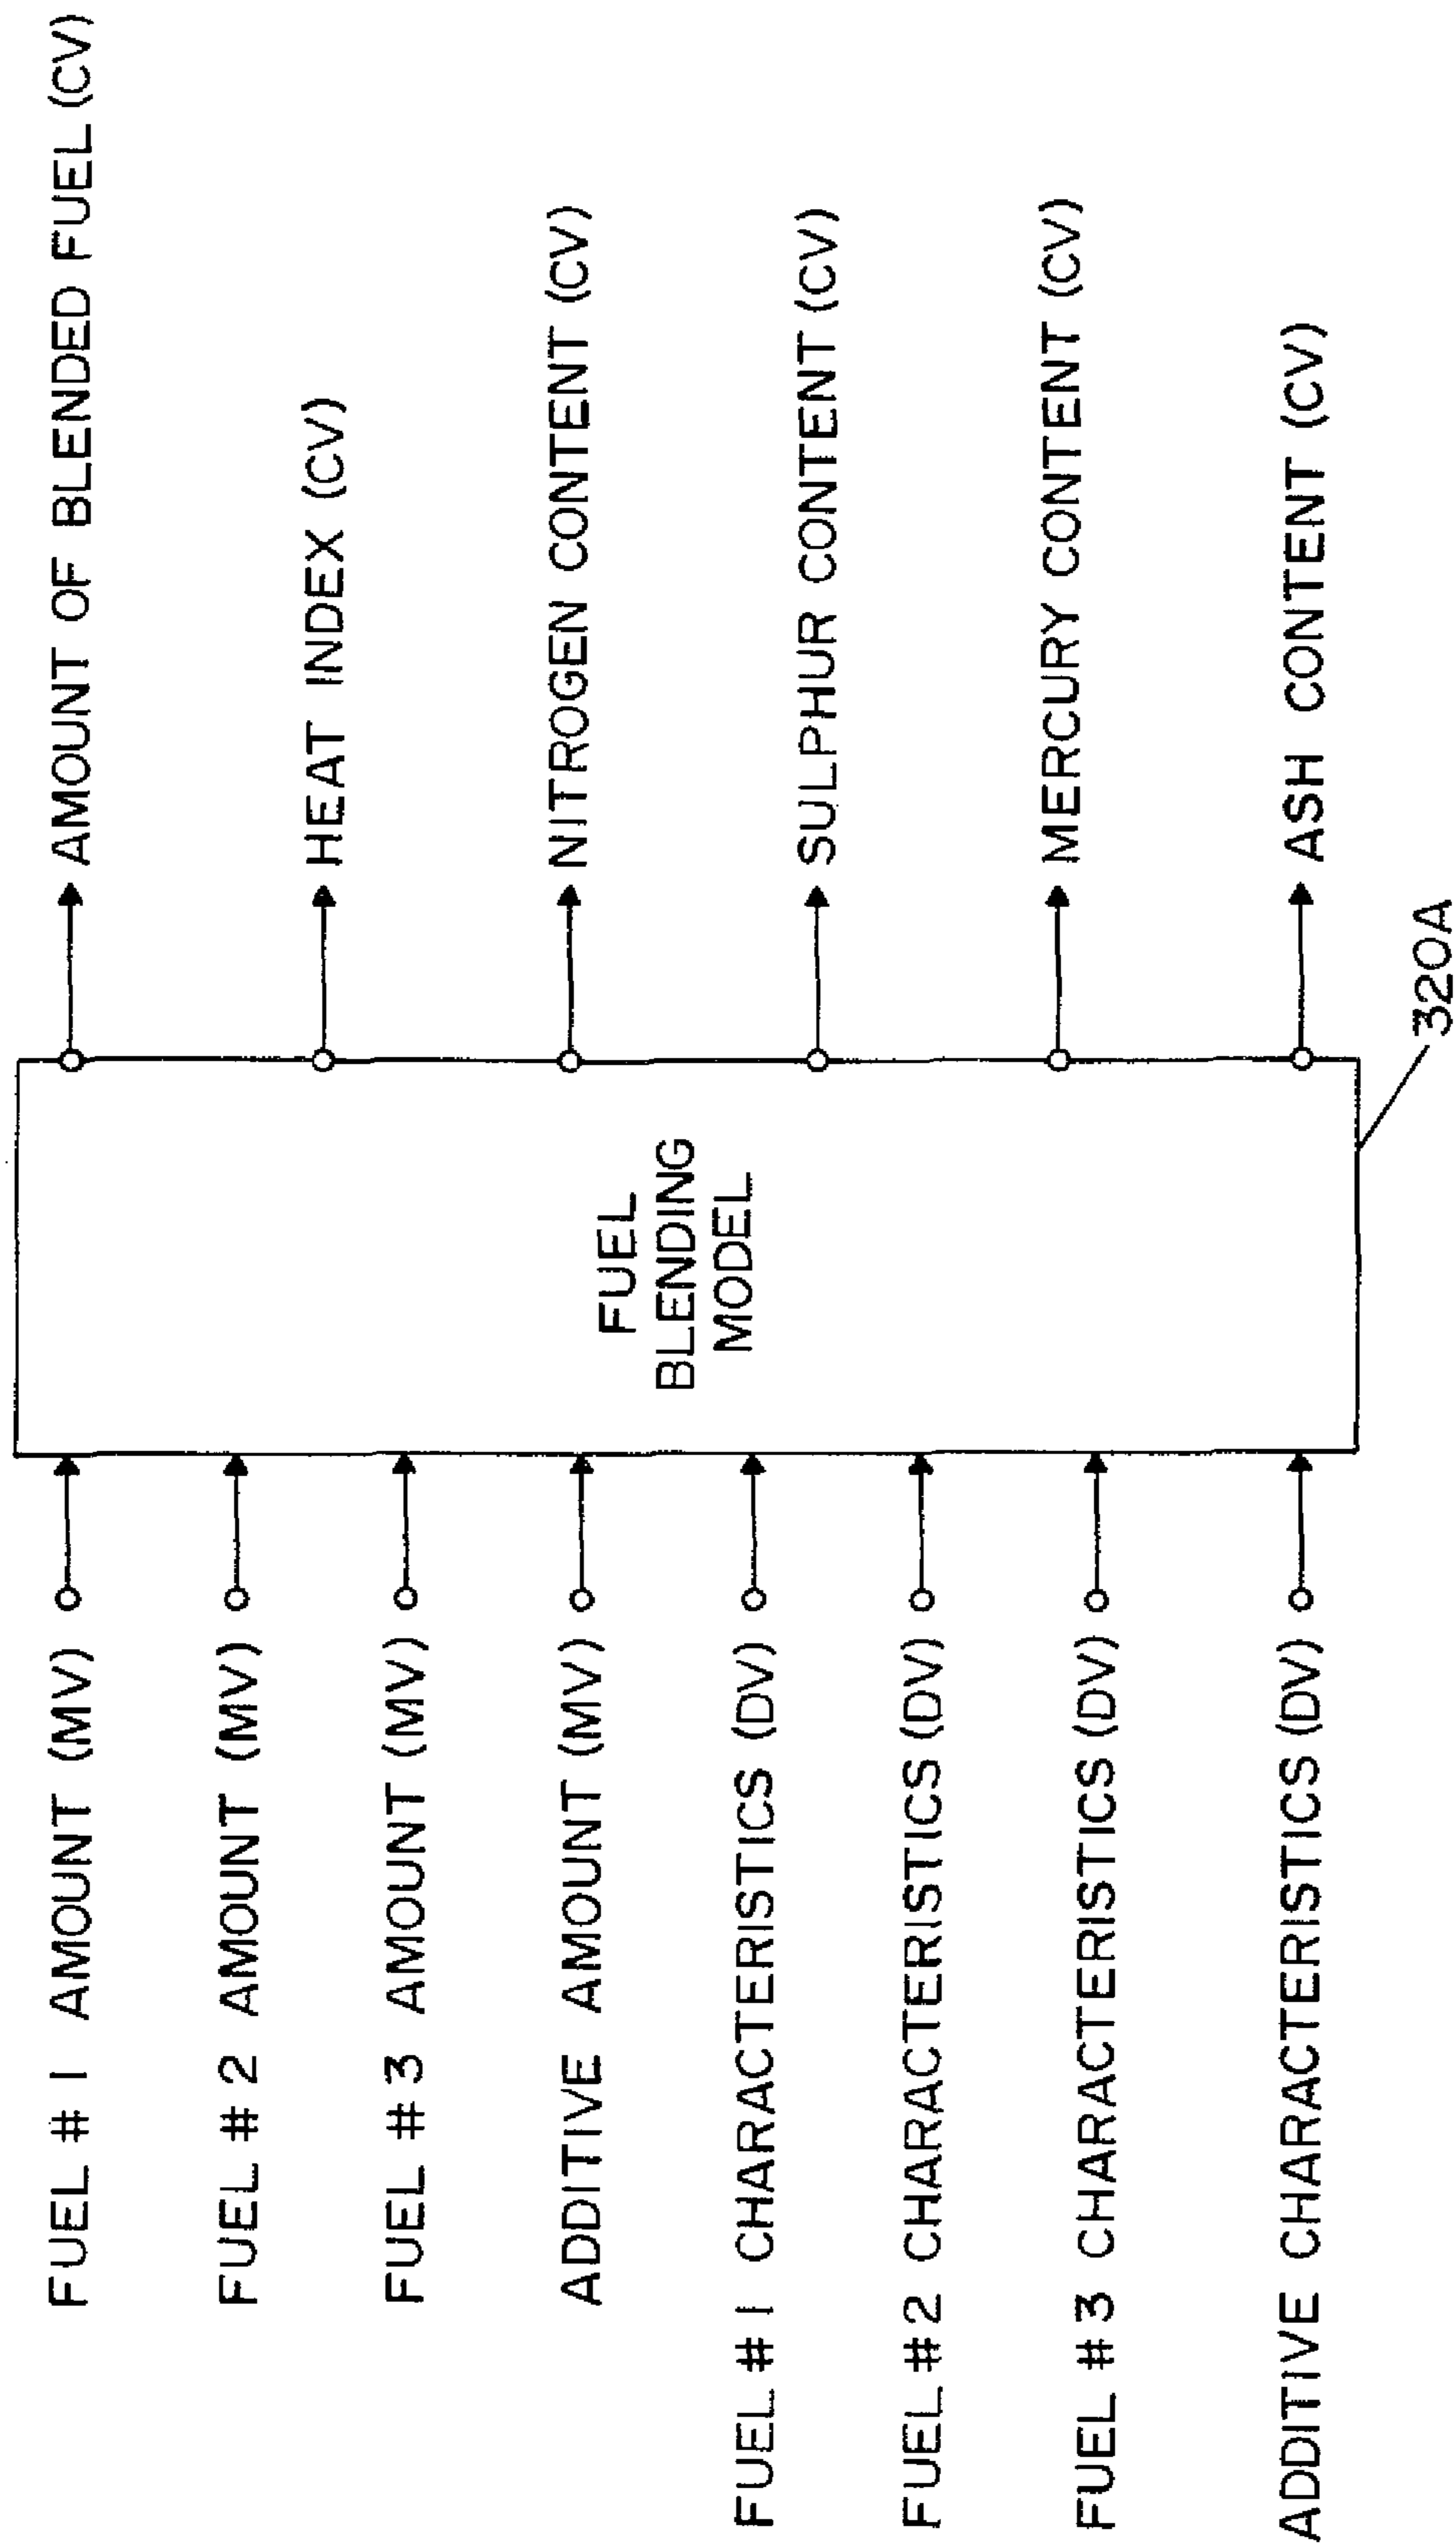 FUEL # 1 AMOUNT (MV)
FUEL # 2 AMOUNT (MV)
FUEL # 3 AMOUNT (MV)
ADDITIVE AMOUNT (MV)
FUEL # 1 CHARACTERISTICS (DV)
FUEL # 2 CHARACTERISTICS (DV)
FUEL # 3 CHARACTERISTICS (DV)
ADDITIVE CHARACTERISTICS (DV)
FUEL
BLENDING
MODEL
AMOUNT OF BLENDED FUEL (CV)
HEAT INDEX (CV)
NITROGEN CONTENT (CV)
SULPHUR CONTENT (CV)
MERCURY CONTENT (CV)
ASH CONTENT (CV)
320A